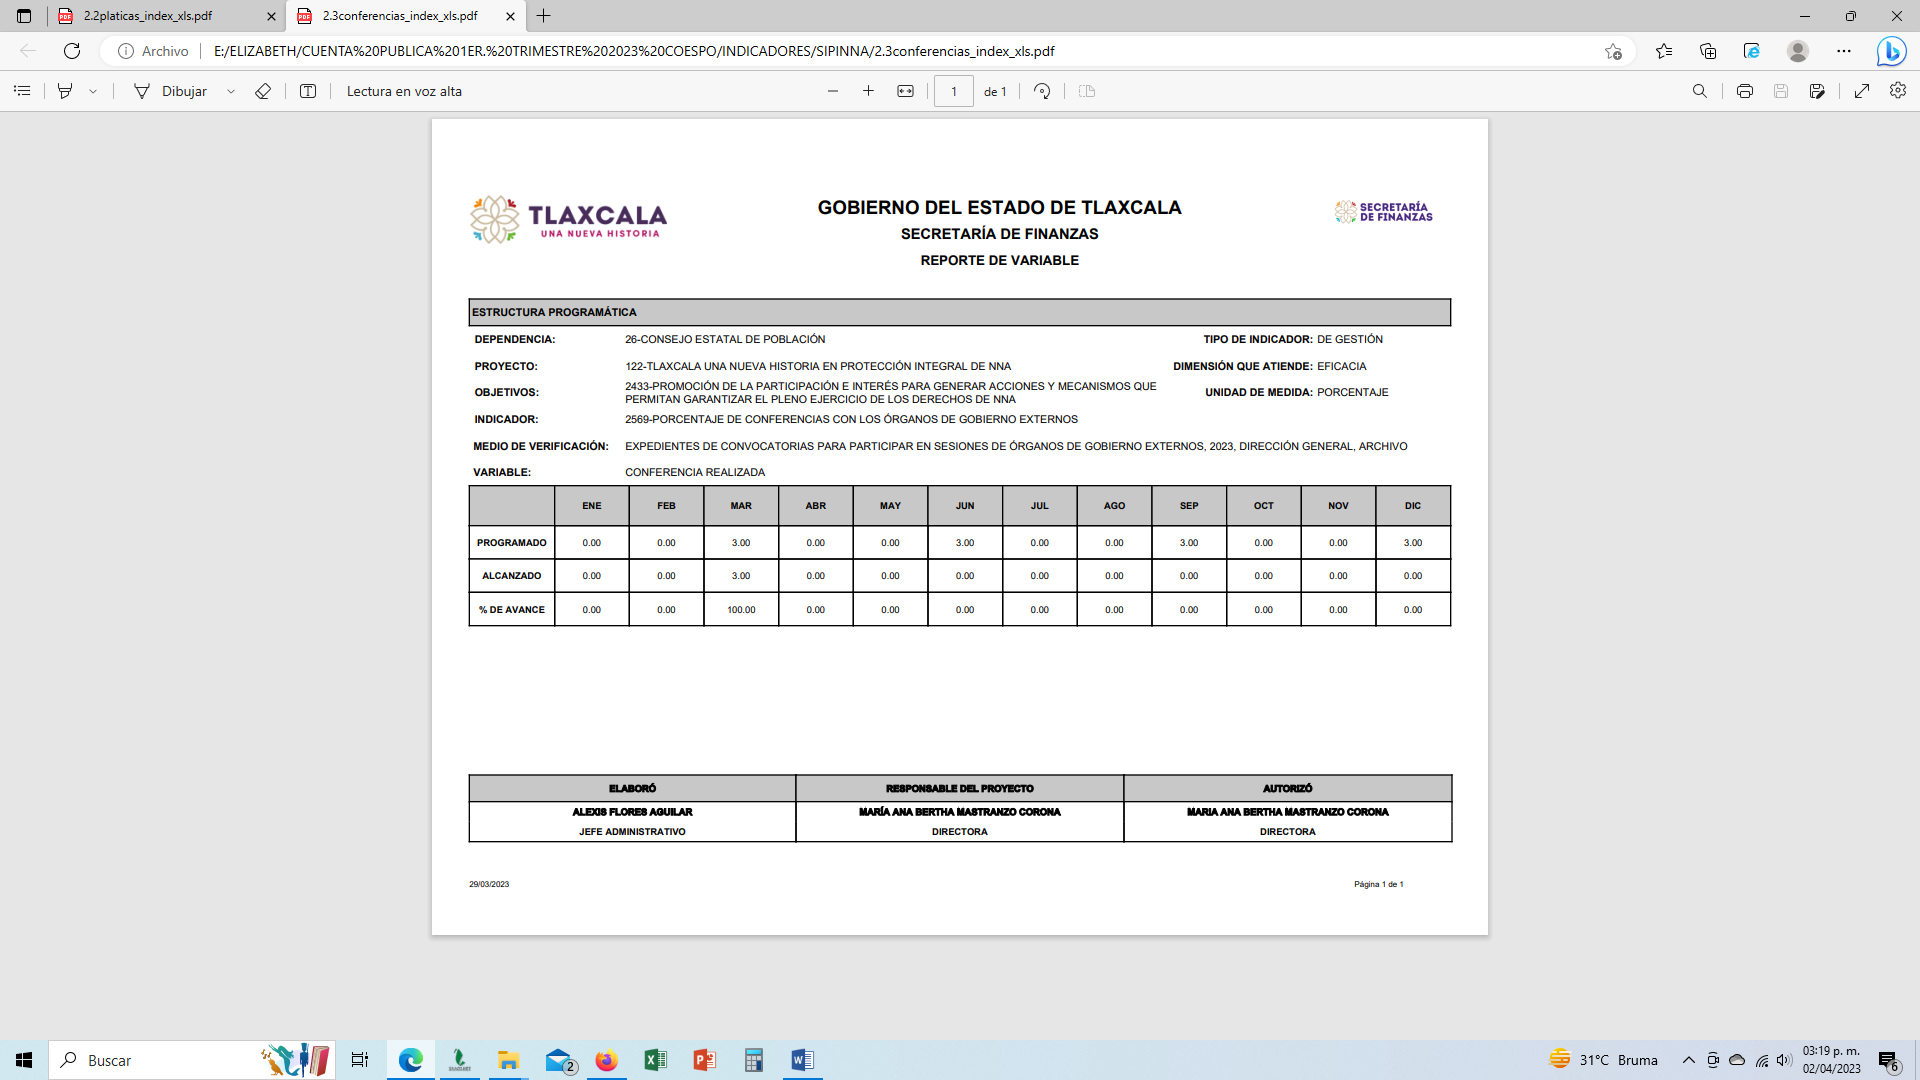 2.2platicas_index_xls.pdf
2.3conferencias_index_xls.pdf
Archivo
E:/ELIZABETH/CUENTA%20PUBLICA%201ER.%20TRIMESTRE%202023%20COESPO/INDICADORES/SIPINNA/2.3conferencias_index_xls.pdf
Dibujar
Lectura en voz alta
1 de 1
TLAXCALA
UNA NUEVA HISTORIA
GOBIERNO DEL ESTADO DE TLAXCALA
SECRETARÍA DE FINANZAS
REPORTE DE VARIABLE
SECRETARÍA
DE FINANZAS
ESTRUCTURA PROGRAMÁTICA
DEPENDENCIA: 26-CONSEJO ESTATAL DE POBLACIÓN TIPO DE INDICADOR: DE GESTIÓN
PROYECTO: 122-TLAXCALA UNA NUEVA HISTORIA EN PROTECCIÓN INTEGRAL DE NNA DIMENSIÓN QUE ATIENDE: EFICACIA
OBJETIVOS: 2433-PROMOCIÓN DE LA PARTICIPACIÓN E INTERÉS PARA GENERAR ACCIONES Y MECANISMOS QUE
PERMITAN GARANTIZAR EL PLENO EJERCICIO DE LOS DERECHOS DE NNA UNIDAD DE MEDIDA: PORCENTAJE
INDICADOR: 2569-PORCENTAJE DE CONFERENCIAS CON LOS ÓRGANOS DE GOBIERNO EXTERNOS
MEDIO DE VERIFICACIÓN: EXPEDIENTES DE CONVOCATORIAS PARA PARTICIPAR EN SESIONES DE ÓRGANOS DE GOBIERNO EXTERNOS, 2023, DIRECCIÓN GENERAL, ARCHIVO
VARIABLE: CONFERENCIA REALIZADA
ENE FEB MAR ABR MAY JUN JUL AGO SEP OCT NOV DIC
PROGRAMADO 0.00 0.00 3.00 0.00 0.00 3.00 0.00 0.00 3.00 0.00 0.00 3.00
ALCANZADO 0.00 0.00 3.00 0.00 0.00 0.00 0.00 0.00 0.00 0.00 0.00 0.00
% DE AVANCE 0.00 0.00 100.00 0.00 0.00 0.00 0.00 0.00 0.00 0.00 0.00 0.00
ELABORÓ RESPONSABLE DEL PROYECTO AUTORIZÓ
ALEXIS FLORES AGUILAR MARÍA ANA BERTHA MASTRANZO CORONA MARIA ANA BERTHA MASTRANZO CORONA
JEFE ADMINISTRATIVO DIRECTORA DIRECTORA
29/03/2023 Página 1 de 1
Buscar
2
31°C Bruma
03:19 p. m.
02/04/2023
6